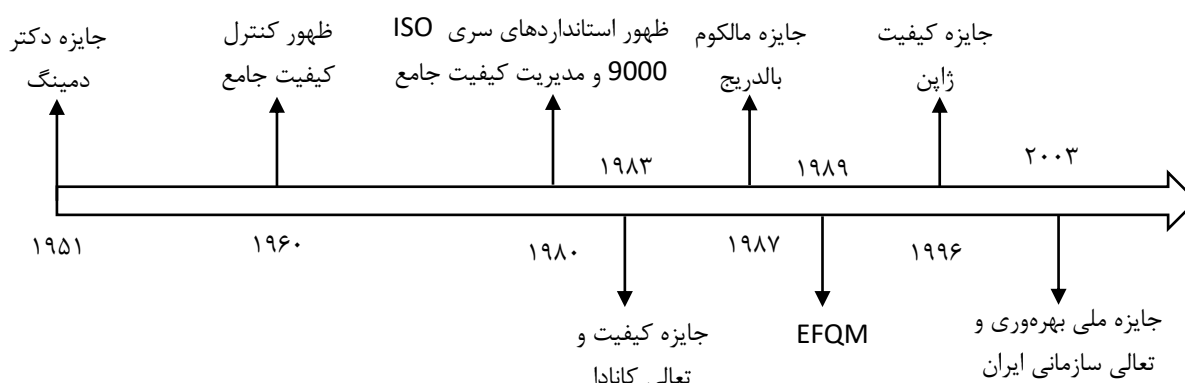 جایزه دکتر
دمینگ
ظهور کنترل
کیفیت جامع
ظهور استانداردهای سری ISO
9000 و مدیریت کیفیت جامع
جایزه مالکوم
بالدریج
جایزه کیفیت
ژاپن
۱۹۸۳
۱۹۸۹
۲۰۰۳
۱۹۵۱
۱۹۶۰
۱۹۸۰
۱۹۸۷
۱۹۹۶
جایزه کیفیت و
تعالی کانادا
EFQM
جایزه ملی بهره‌وری و
تعالی سازمانی ایران